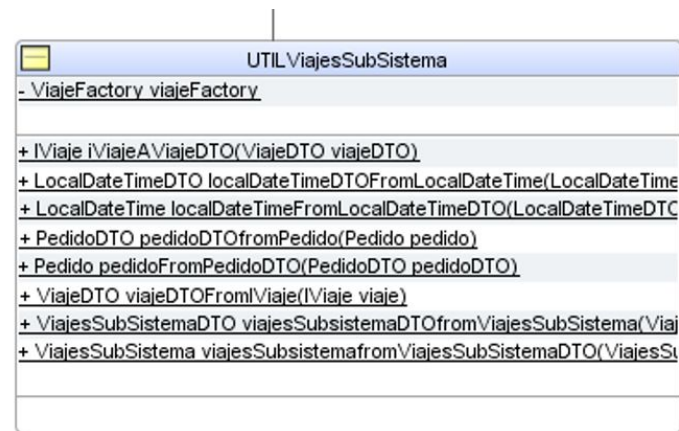 UTILViajesSubSistema
- ViajeFactory viajeFactory
+ IViaje iViajeAViajeDTO(ViajeDTO viajeDTO)
+ LocalDateTimeDTO localDateTimeDTOFromLocalDateTime(LocalDateTime
+ LocalDateTime localDateTimeFromLocalDateTimeDTO(LocalDateTimeDTO
+ PedidoDTO pedidoDTOfromPedido(Pedido pedido)
+ Pedido pedidoFromPedidoDTO(PedidoDTO pedidoDTO)
+ ViajeDTO viajeDTOFromIViaje(IViaje viaje)
+ ViajesSubSistemaDTO viajesSubsistemaDTOfromViajesSubSistema(Viaj
+ ViajesSubSistema viajesSubsistemafromViajesSubSistemaDTO(ViajesSu